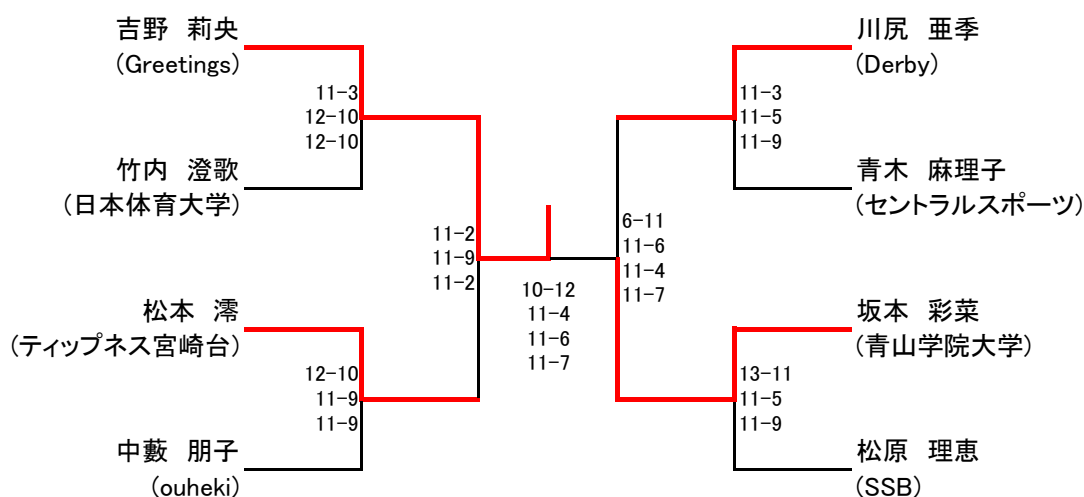 吉野　莉央
(Greetings)
11-3
12-10
12-10
竹内　澄歌
(日本体育大学)
11-2
11-9
11-2
松本　澪
(ティップネス宮崎台)
12-10
11-9
11-9
中藪　朋子
(ouheki)
10-12
11-4
11-6
11-7
川尻　亜季
(Derby)
11-3
11-5
11-9
青木　麻理子
(セントラルスポーツ)
6-11
11-6
11-4
11-7
坂本　彩菜
(青山学院大学)
13-11
11-5
11-9
松原　理恵
(SSB)